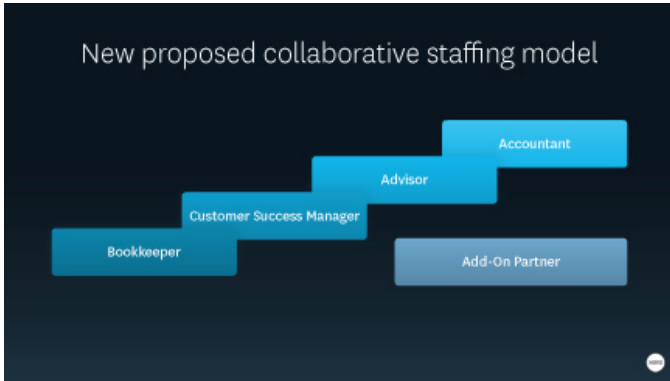 New proposed collaborative staffing model
Accountant
Advisor
Customer Success Manager
Bookkeeper
Add-On Partner